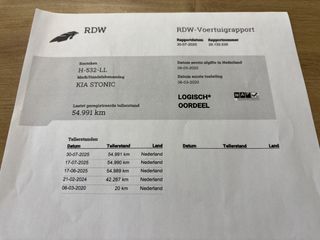 RDW
RDW-Voertuigrapport
Rapportdatum Rapportnummer
30-07-2025
Kenteken
H-532-LL
Merk/Handelsbenaming
KIA STONIC
Datum eerste afgifte in Nederland
06-03-2020
Datum eerste toelating
06-03-2020
Laatst geregistreerde tellerstand
54.991 km
LOGISCH*
OORDEEL
NAP
Tellerstanden
Datum Tellerstand Land Datum Tellerstand Land
30-07-2025 54.991 km Nederland
17-07-2025 54.990 km Nederland
17-06-2025 54.989 km Nederland
21-02-2024 42.267 km Nederland
06-03-2020 20 km Nederland